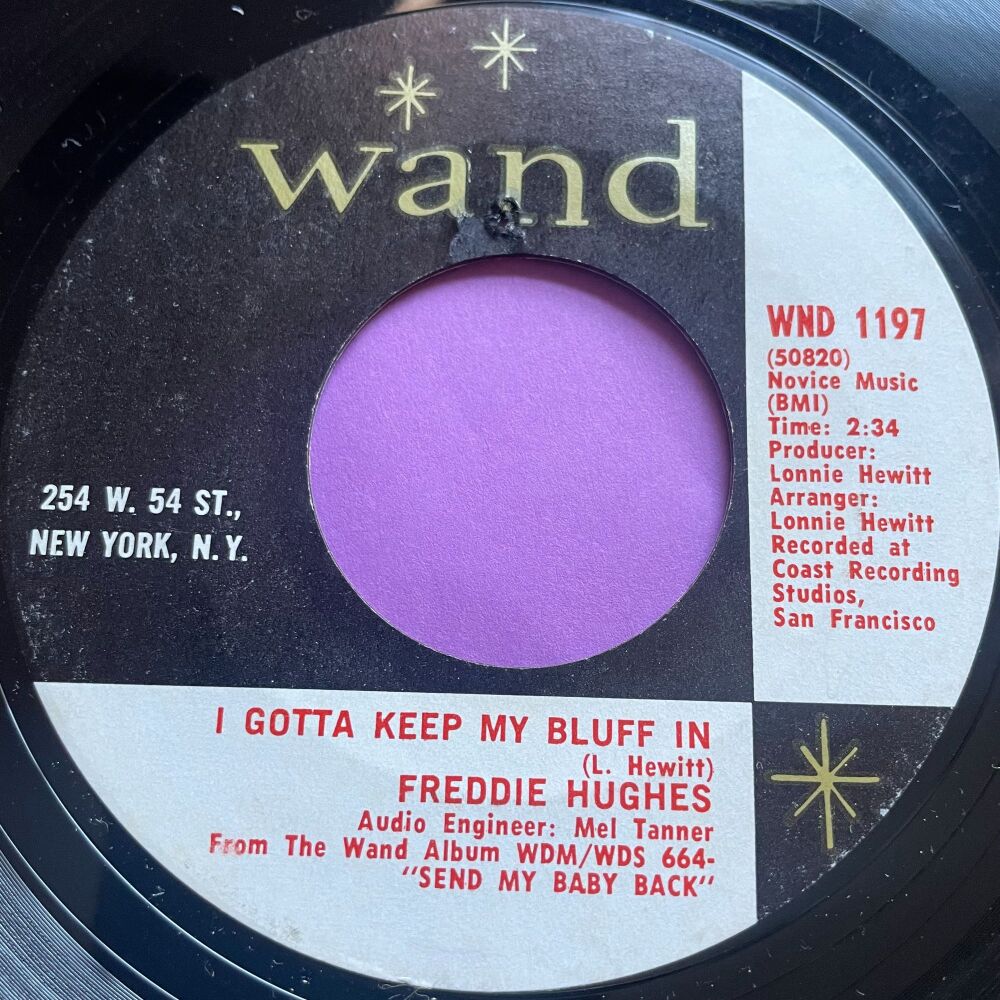 wand
WND 1197
(50820)
Novice Music
(BMI)
Time: 2:34
Producer:
Lonnie Hewitt
Arranger:
Lonnie Hewitt
Recorded at
Coast Recording
Studios,
San Francisco
254 W. 54 ST.,
NEW YORK, N.Y.
I GOTTA KEEP MY BLUFF IN
(L. Hewitt)
FREDDIE HUGHES
Audio Engineer: Mel Tanner
From The Wand Album WDM/WDS 664-
"SEND MY BABY BACK"